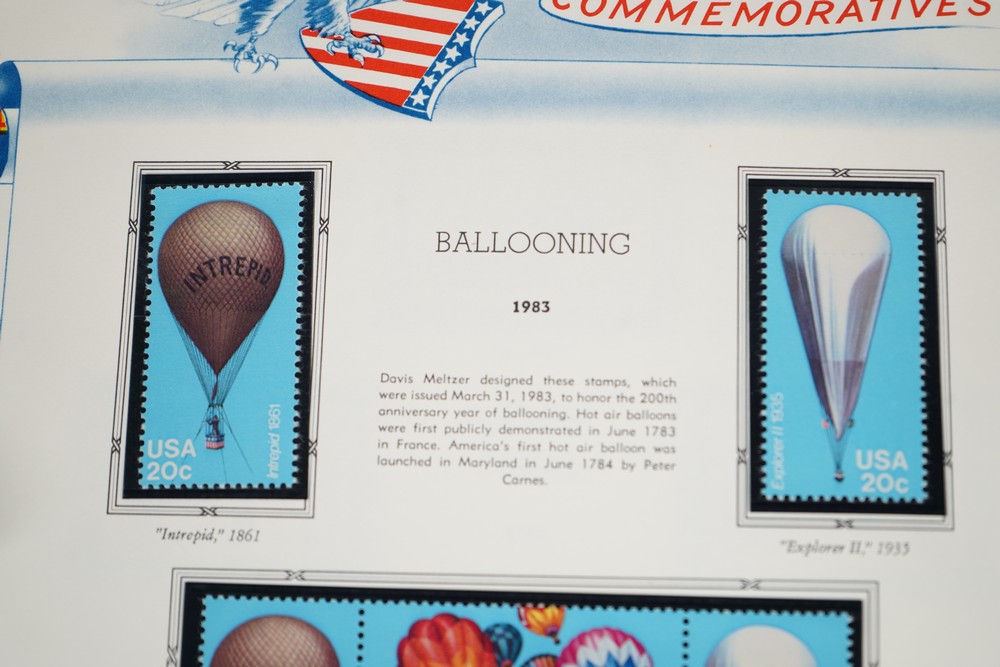 COMMEMORATIVES
BALLOONING
1983
Davis Meltzer designed these stamps, which
were issued March 31, 1983, to honor the 200th
anniversary year of ballooning. Hot air balloons
were first publicly demonstrated in June 1783
in France. America's first hot air balloon was
launched in Maryland in June 1784 by Peter
Carnes.
INTREPID
Intrepid 1861
USA
20c
"Intrepid," 1861
Explorer II 1935
USA
20c
"Explorer II," 1935